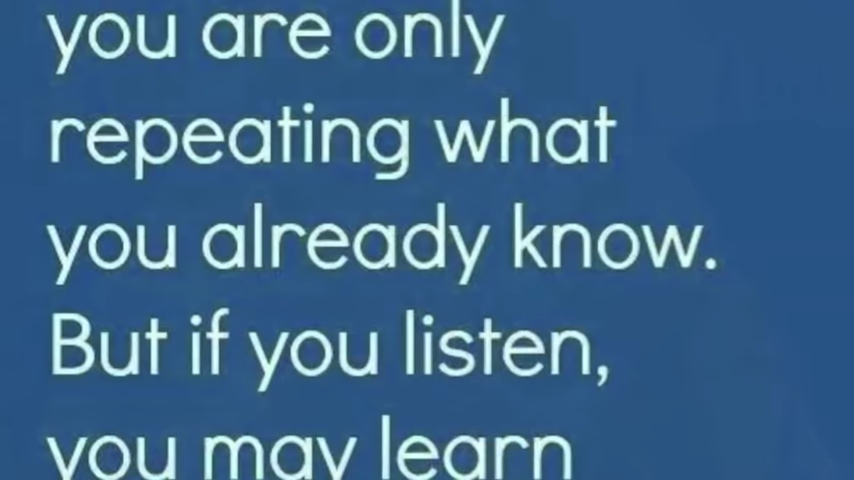 you are only
repeating what
you already know.
But if you listen,
you may learn